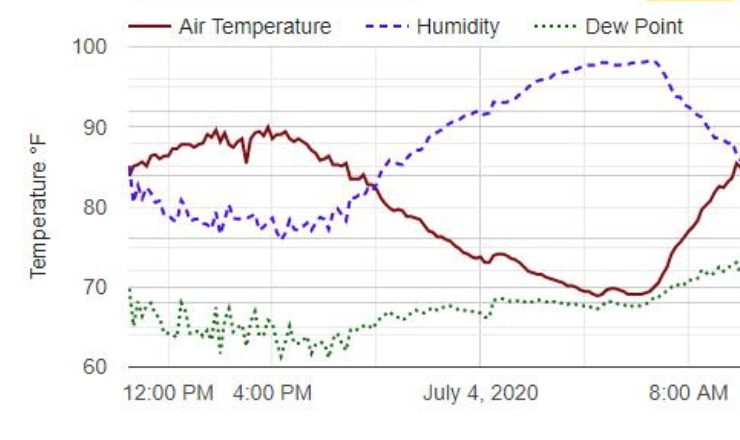 Air Temperature Humidity Dew Point
100
90
80
70
60
Temperature °F
12:00 PM 4:00 PM July 4, 2020 8:00 AM